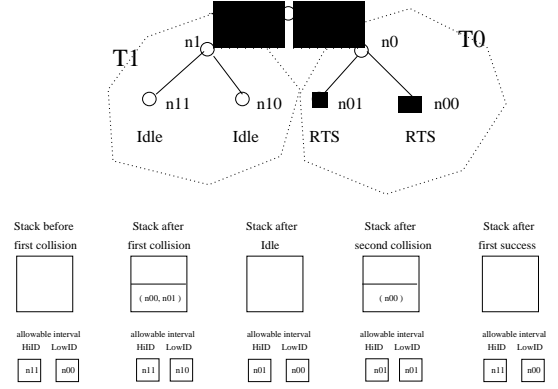 T1
n1
n0
T0
n11
n10
n01
n00
Idle
Idle
RTS
RTS
Stack before
first collision
Stack after
first collision
Stack after
Idle
Stack after
second collision
Stack after
first success
( n00, n01 )
( n00 )
allowable interval
HiID LowID
n11 n00
allowable interval
HiID LowID
n11 n10
allowable interval
HiID LowID
n01 n00
allowable interval
HiID LowID
n01 n01
allowable interval
HiID LowID
n11 n00